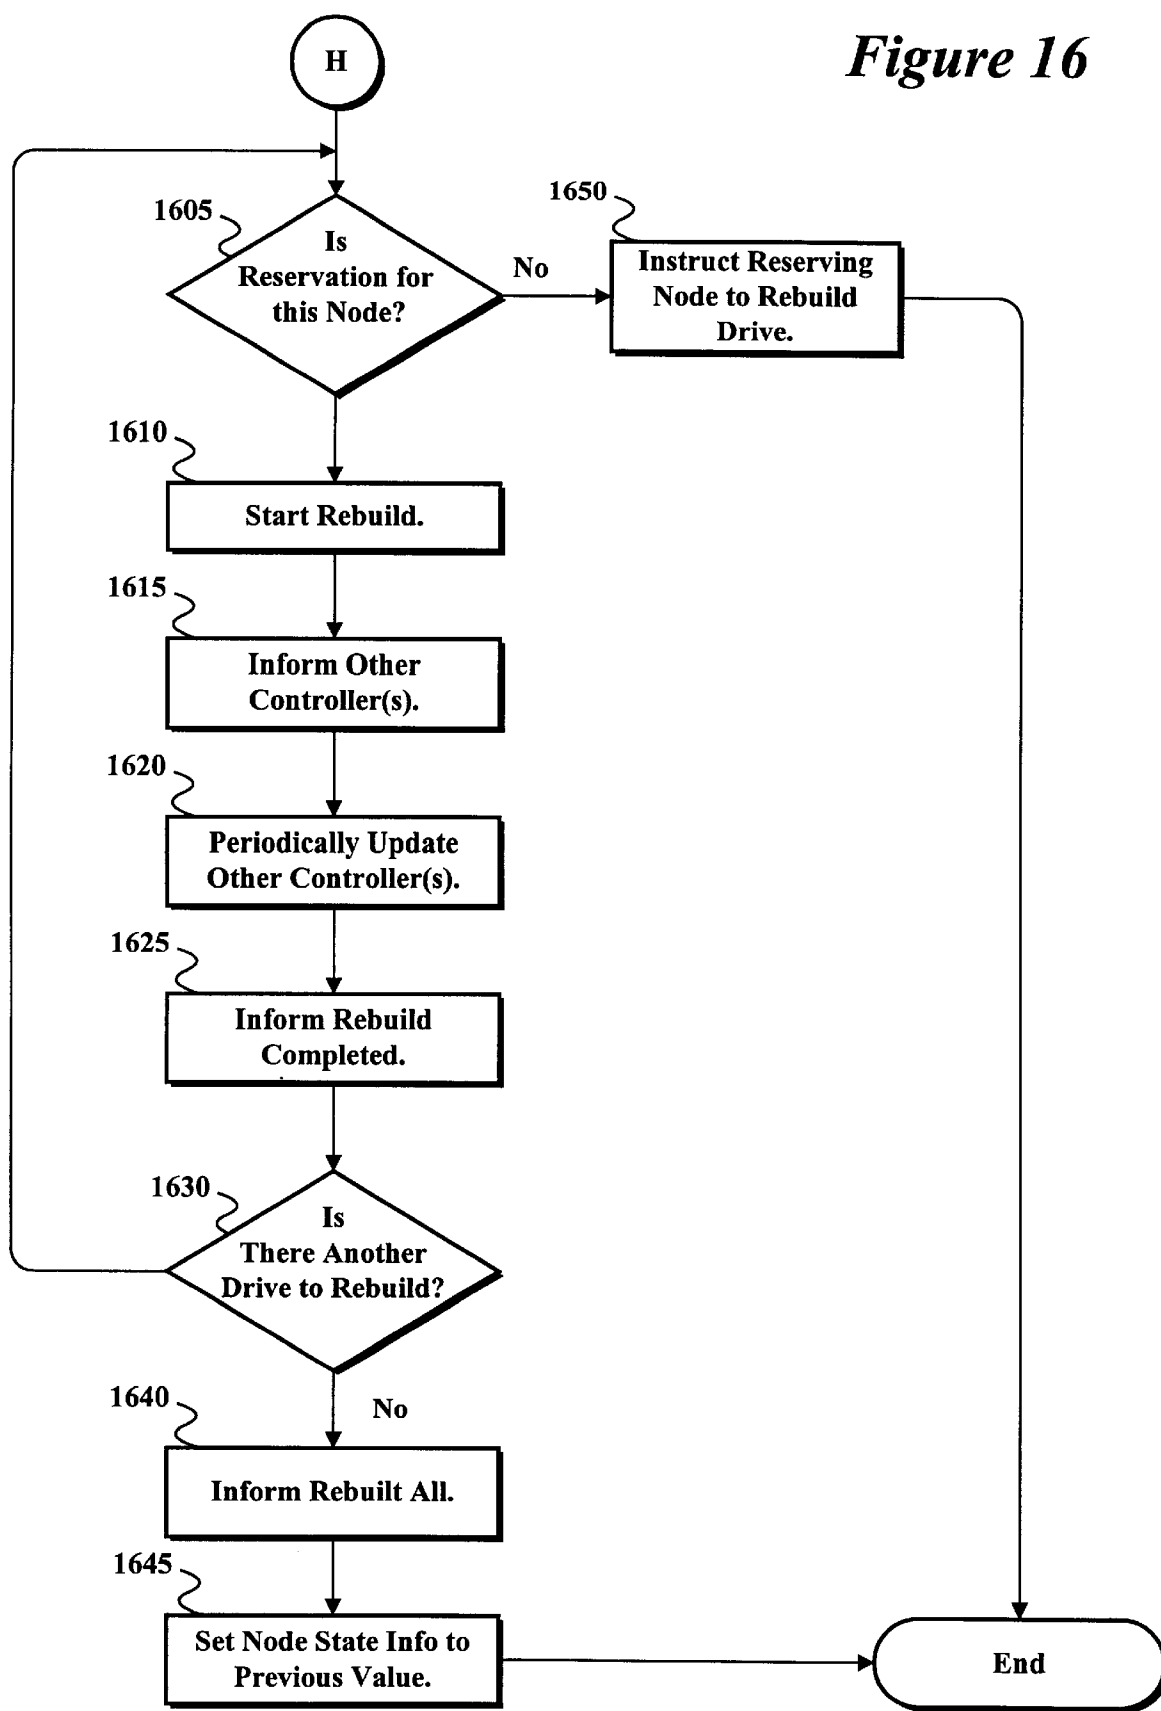 Figure 16
H
1605
Is
Reservation for
this Node?
No
1650
Instruct Reserving
Node to Rebuild
Drive.
1610
Start Rebuild.
1615
Inform Other
Controller(s).
1620
Periodically Update
Other Controller(s).
1625
Inform Rebuild
Completed.
1630
Is
There Another
Drive to Rebuild?
No
1640
Inform Rebuilt All.
1645
Set Node State Info to
Previous Value.
End